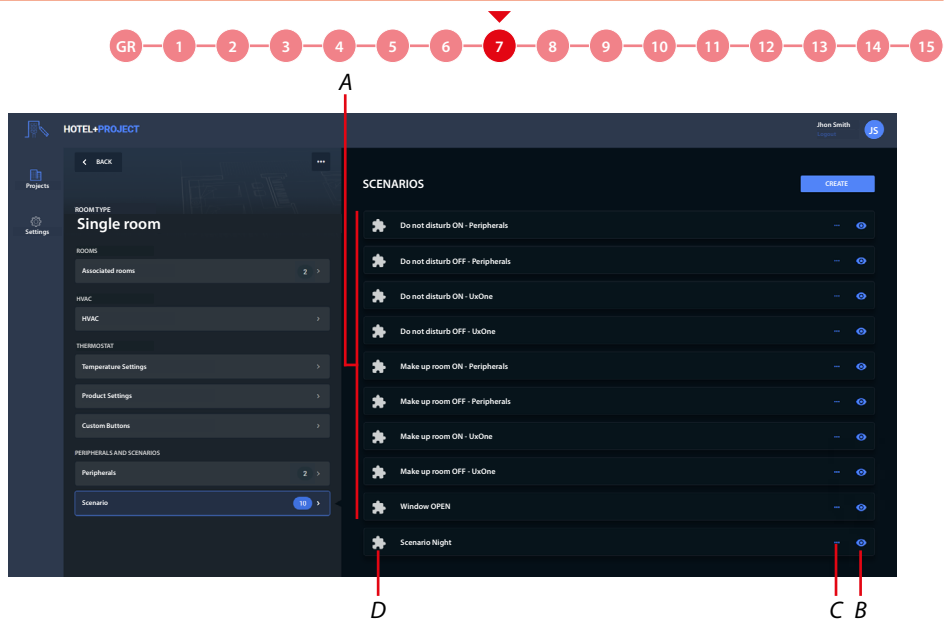 GR 1 2 3 4 5 6 7 8 9 10 11 12 13 14 15
A
HOTEL+PROJECT
Jhon Smith
Logout
JS
BACK
Projects
Settings
ROOM TYPE
Single room
ROOMS
Associated rooms 2
HVAC
HVAC
THERMOSTAT
Temperature Settings
Product Settings
Custom Buttons
PERIPHERALS AND SCENARIOS
Peripherals 2
Scenario 10
SCENARIOS
CREATE
Do not disturb ON - Peripherals
Do not disturb OFF - Peripherals
Do not disturb ON - UxOne
Do not disturb OFF - UxOne
Make up room ON - Peripherals
Make up room OFF - Peripherals
Make up room ON - UxOne
Make up room OFF - UxOne
Window OPEN
Scenario Night
D C B